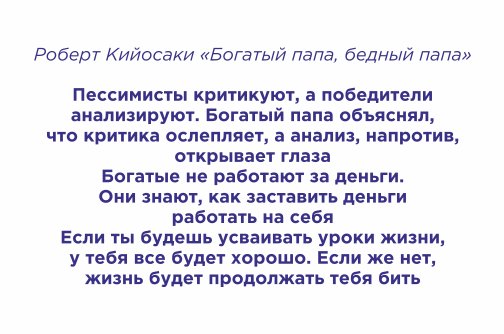 Роберт Кийосаки «Богатый папа, бедный папа»
Пессимисты критикуют, а победители
анализируют. Богатый папа объяснял,
что критика ослепляет, а анализ, напротив,
открывает глаза
Богатые не работают за деньги.
Они знают, как заставить деньги
работать на себя
Если ты будешь усваивать уроки жизни,
у тебя все будет хорошо. Если же нет,
жизнь будет продолжать тебя бить